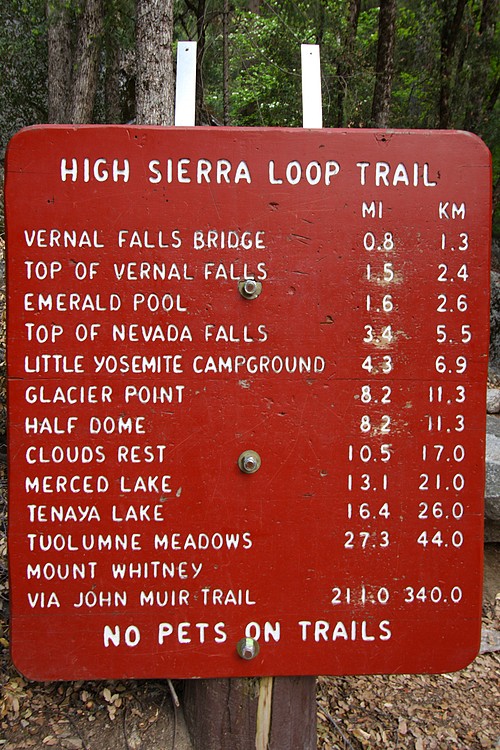 HIGH SIERRA LOOP TRAIL
MI KM
VERNAL FALLS BRIDGE 0.8 1.3
TOP OF VERNAL FALLS 1.5 2.4
EMERALD POOL 1.6 2.6
TOP OF NEVADA FALLS 3.4 5.5
LITTLE YOSEMITE CAMPGROUND 4.3 6.9
GLACIER POINT 8.2 11.3
HALF DOME 8.2 11.3
CLOUDS REST 10.5 17.0
MERCED LAKE 13.1 21.0
TENAYA LAKE 16.4 26.0
TUOLUMNE MEADOWS 27.3 44.0
MOUNT WHITNEY
VIA JOHN MUIR TRAIL 211.0 340.0
NO PETS ON TRAILS